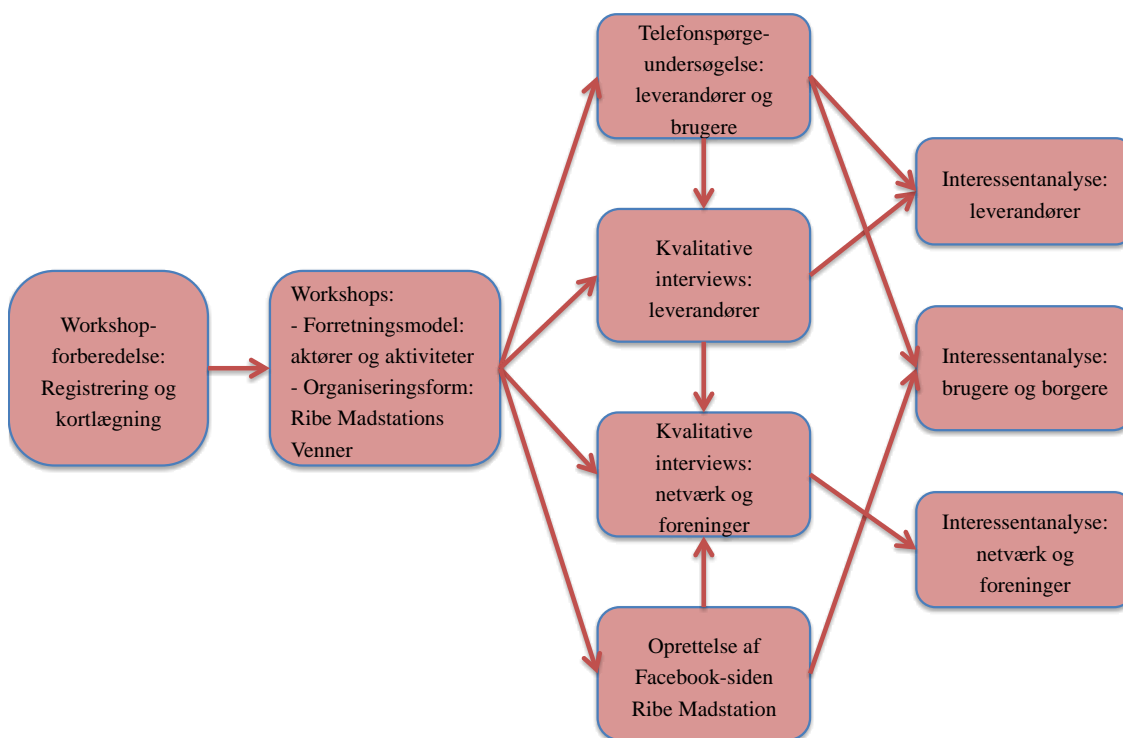 Workshop-
forberedelse:
Registrering og
kortlægning
Workshops:
- Forretningsmodel:
aktører og aktiviteter
- Organiseringsform:
Ribe Madstations
Venner
Telefonspørge-
undersøgelse:
leverandører og
brugere
Kvalitative
interviews:
leverandører
Kvalitative
interviews:
netværk og
foreninger
Oprettelse af
Facebook-siden
Ribe Madstation
Interessentanalyse:
leverandører
Interessentanalyse:
brugere og borgere
Interessentanalyse:
netværk og
foreninger